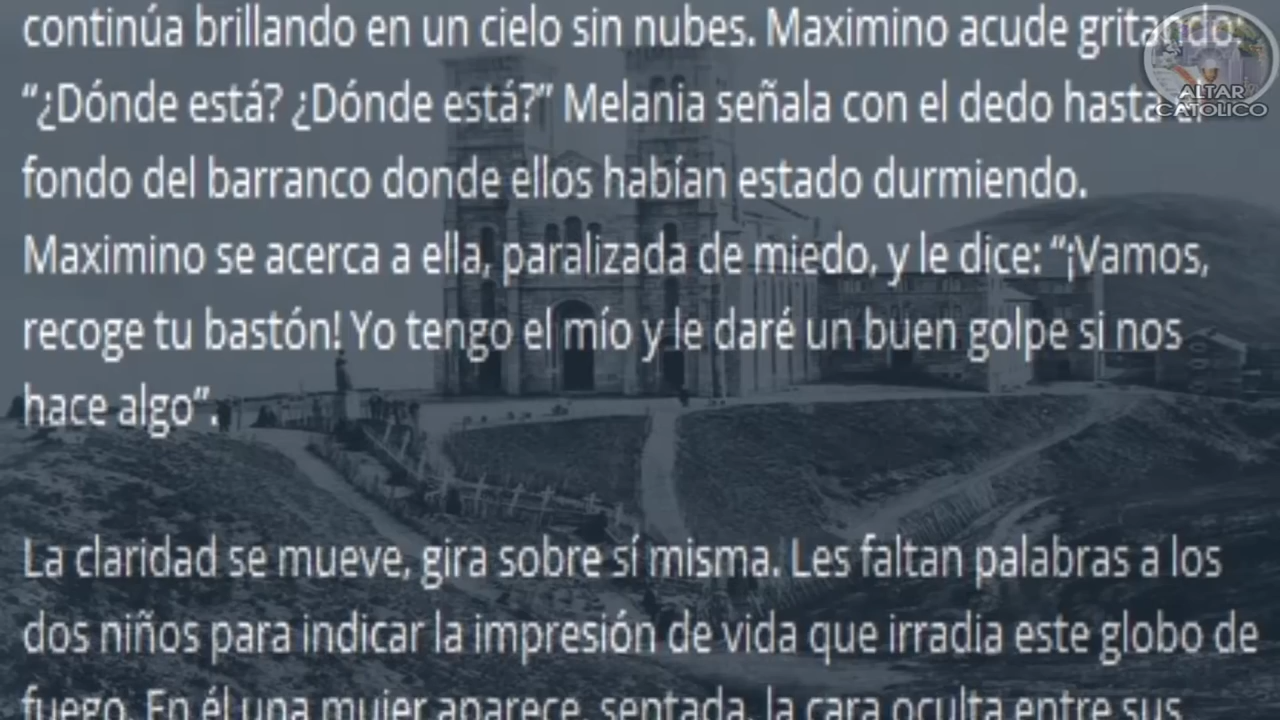 continúa brillando en un cielo sin nubes. Maximino acude gritando:
“¿Dónde está? ¿Dónde está?” Melania señala con el dedo hasta el
fondo del barranco donde ellos habían estado durmiendo.
Maximino se acerca a ella, paralizada de miedo, y le dice: “¡Vamos,
recoge tu bastón! Yo tengo el mío y le daré un buen golpe si nos
hace algo”.
La claridad se mueve, gira sobre sí misma. Les faltan palabras a los
dos niños para indicar la impresión de vida que irradia este globo de
fuego. En él una mujer aparece, sentada, la cara oculta entre sus
ALTAR
CATOLICO